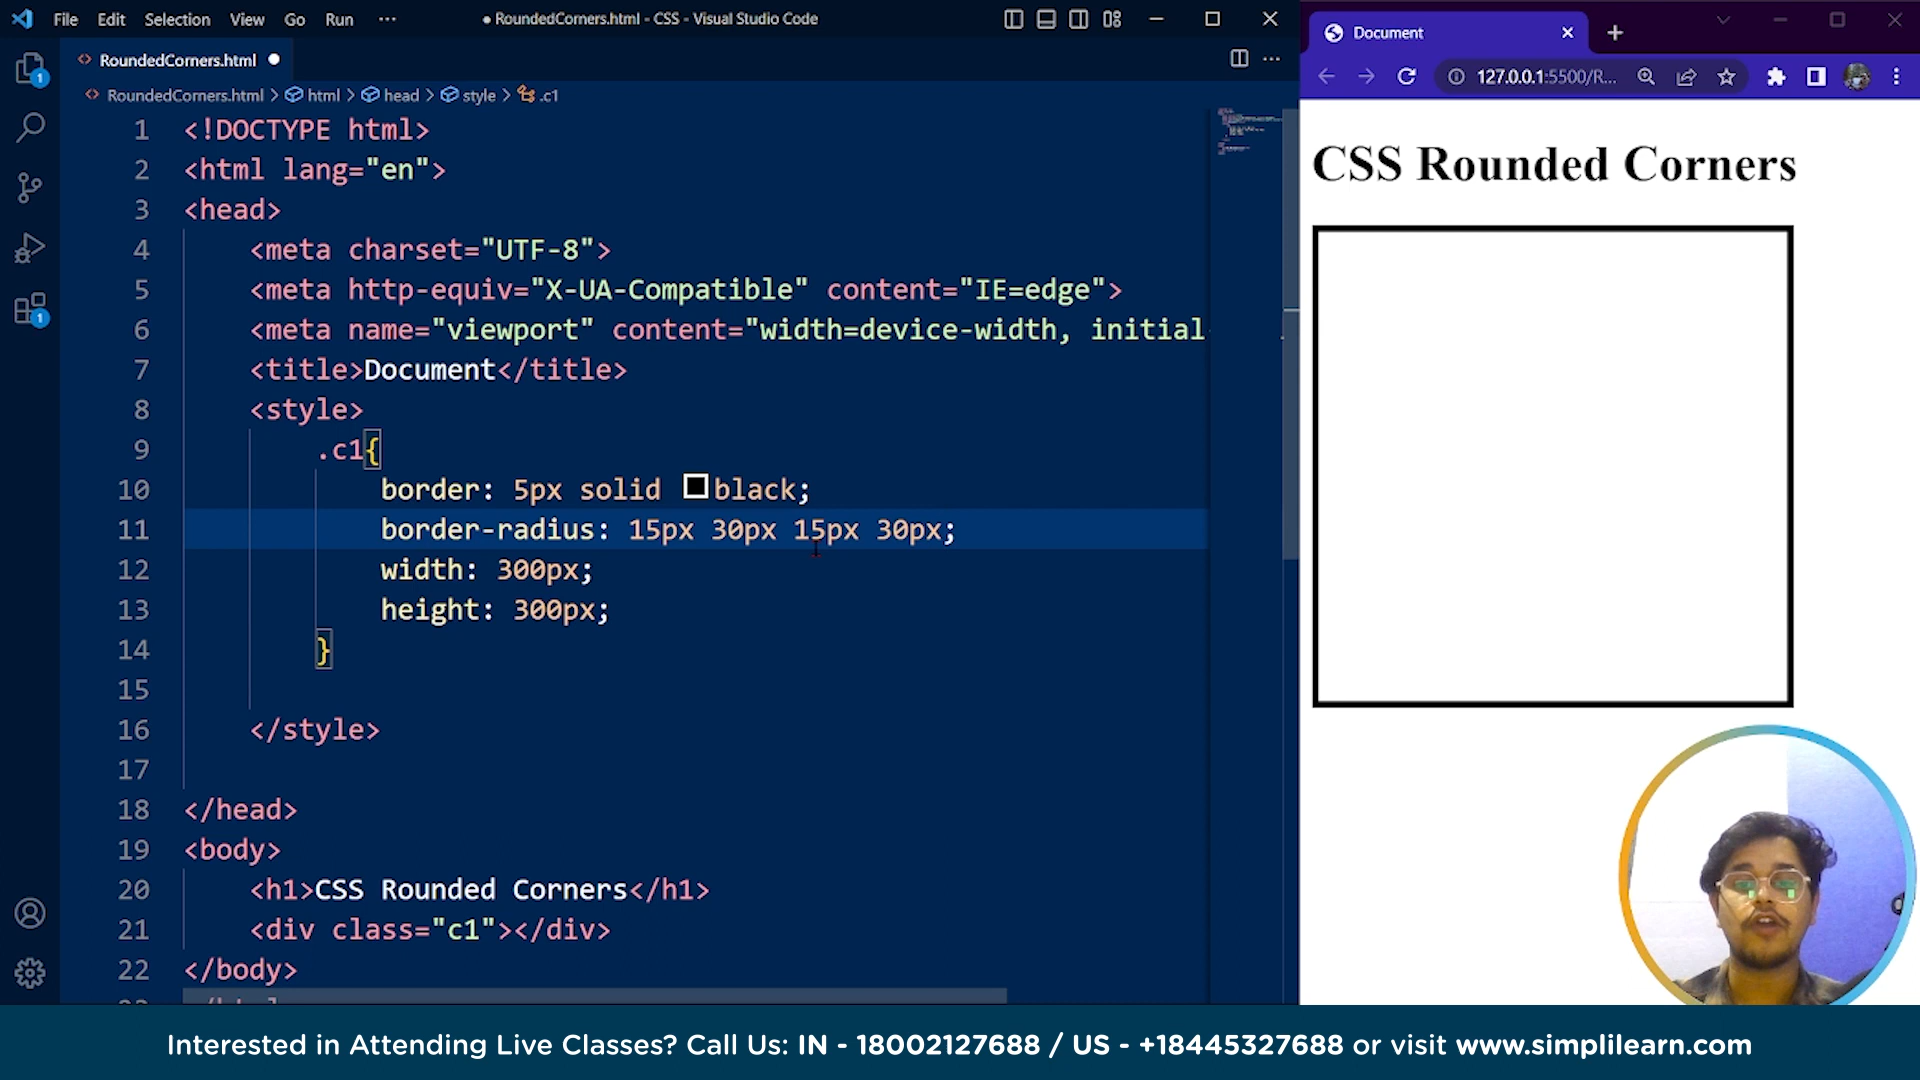 File Edit Selection View Go Run ··· ● RoundedCorners.html - CSS - Visual Studio Code
RoundedCorners.html
RoundedCorners.html > html > head > style > .c1
1 <!DOCTYPE html>
2 <html lang="en">
3 <head>
4 <meta charset="UTF-8">
5 <meta http-equiv="X-UA-Compatible" content="IE=edge">
6 <meta name="viewport" content="width=device-width, initial
7 <title>Document</title>
8 <style>
9 .c1{
10 border: 5px solid black;
11 border-radius: 15px 30px 15px 30px;
12 width: 300px;
13 height: 300px;
14 }
15
16 </style>
17
18 </head>
19 <body>
20 <h1>CSS Rounded Corners</h1>
21 <div class="c1"></div>
22 </body>
1
1
Document
127.0.0.1:5500/R...
CSS Rounded Corners
Interested in Attending Live Classes? Call Us: IN - 18002127688 / US - +18445327688 or visit www.simplilearn.com